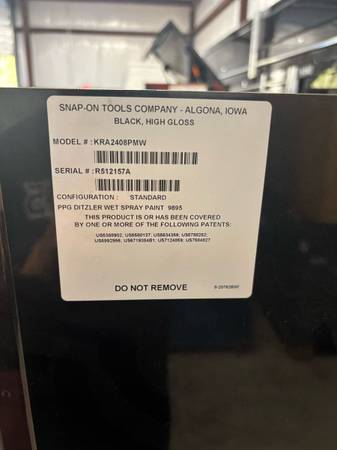 SNAP-ON TOOLS COMPANY - ALGONA, IOWA
BLACK, HIGH GLOSS
MODEL # : KRA2408PMW
SERIAL # : R512157A
CONFIGURATION : STANDARD
PPG DITZLER WET SPRAY PAINT 9895
THIS PRODUCT IS OR HAS BEEN COVERED
BY ONE OR MORE OF THE FOLLOWING PATENTS:
DO NOT REMOVE